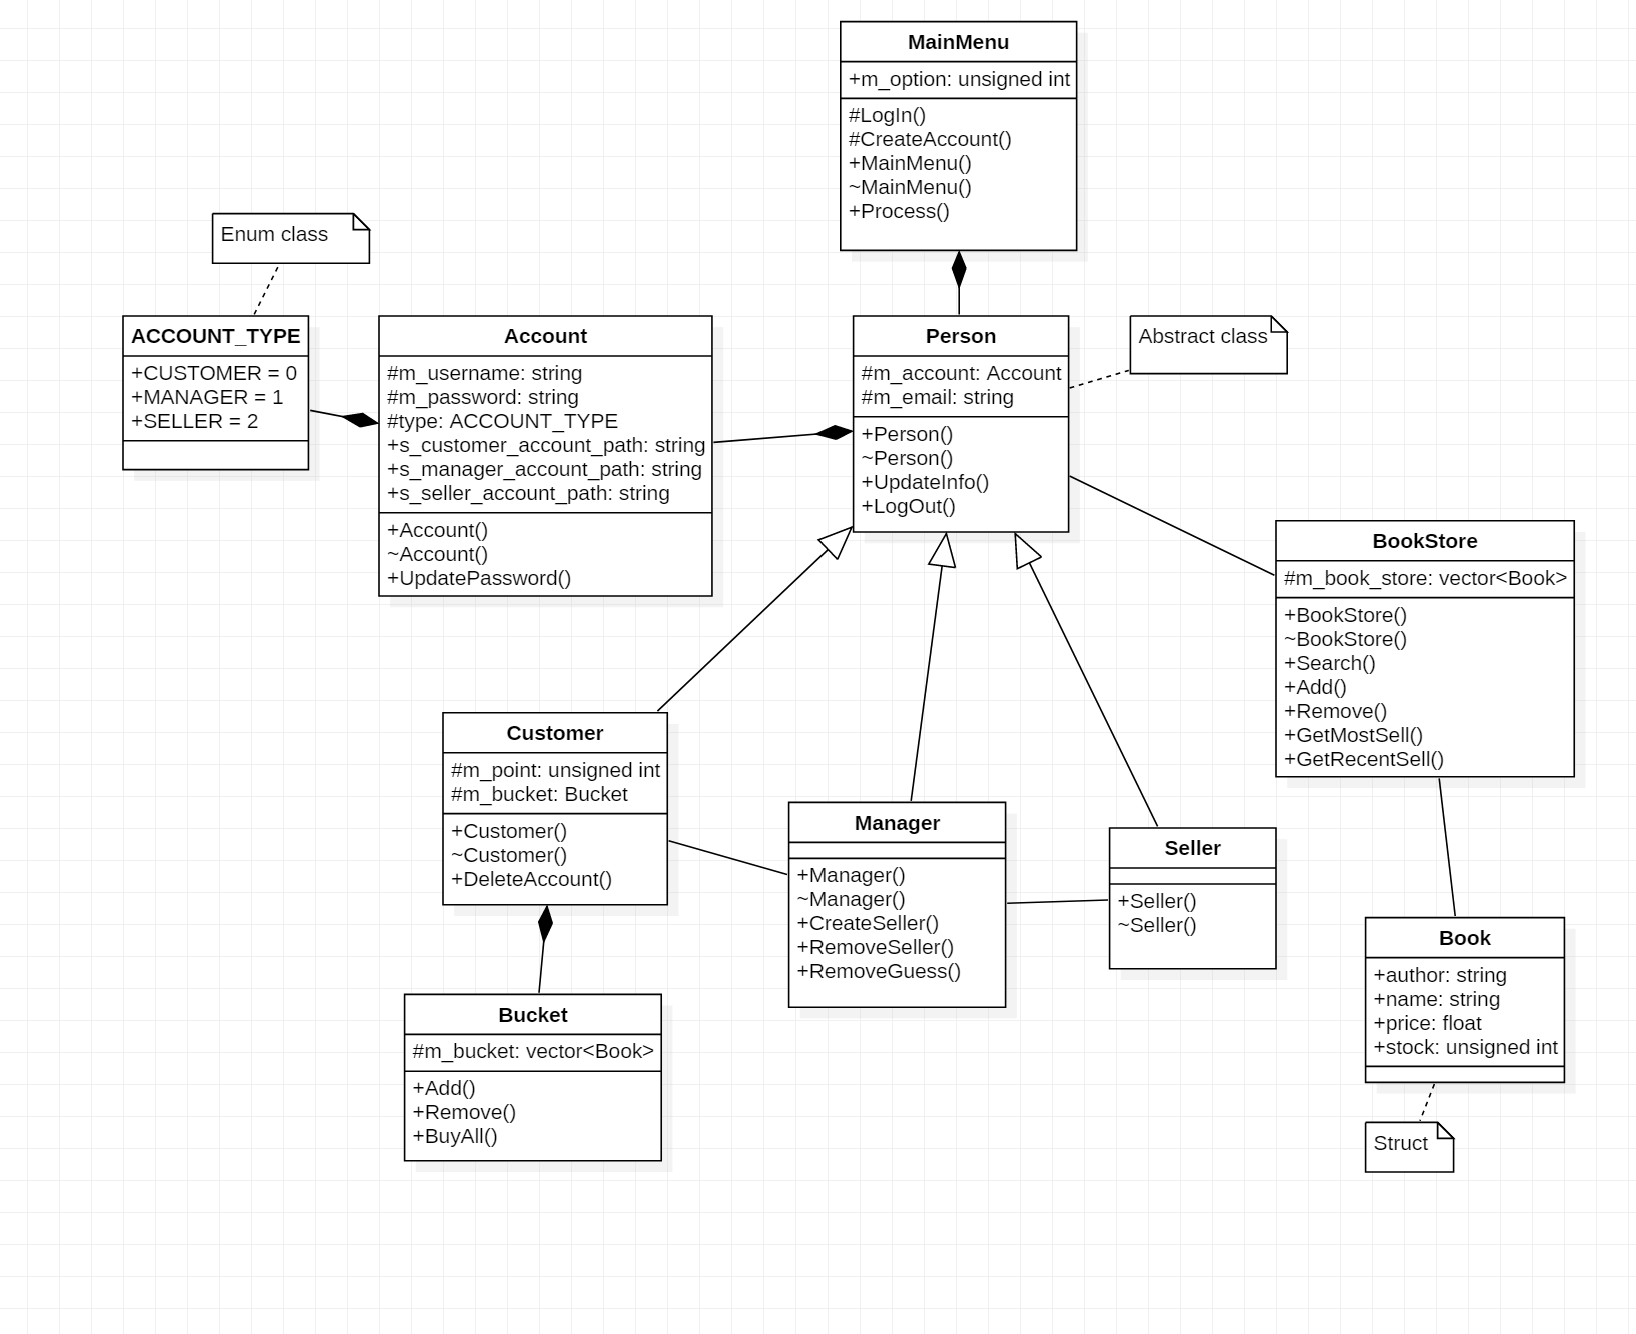 MainMenu
+m_option: unsigned int
#LogIn()
#CreateAccount()
+MainMenu()
~MainMenu()
+Process()
Enum class
ACCOUNT_TYPE
+CUSTOMER = 0
+MANAGER = 1
+SELLER = 2
Account
#m_username: string
#m_password: string
#type: ACCOUNT_TYPE
+s_customer_account_path: string
+s_manager_account_path: string
+s_seller_account_path: string
+Account()
~Account()
+UpdatePassword()
Person
#m_account: Account
#m_email: string
+Person()
~Person()
+UpdateInfo()
+LogOut()
Abstract class
BookStore
#m_book_store: vector<Book>
+BookStore()
~BookStore()
+Search()
+Add()
+Remove()
+GetMostSell()
+GetRecentSell()
Customer
#m_point: unsigned int
#m_bucket: Bucket
+Customer()
~Customer()
+DeleteAccount()
Manager
+Manager()
~Manager()
+CreateSeller()
+RemoveSeller()
+RemoveGuess()
Seller
+Seller()
~Seller()
Book
+author: string
+name: string
+price: float
+stock: unsigned int
Bucket
#m_bucket: vector<Book>
+Add()
+Remove()
+BuyAll()
Struct